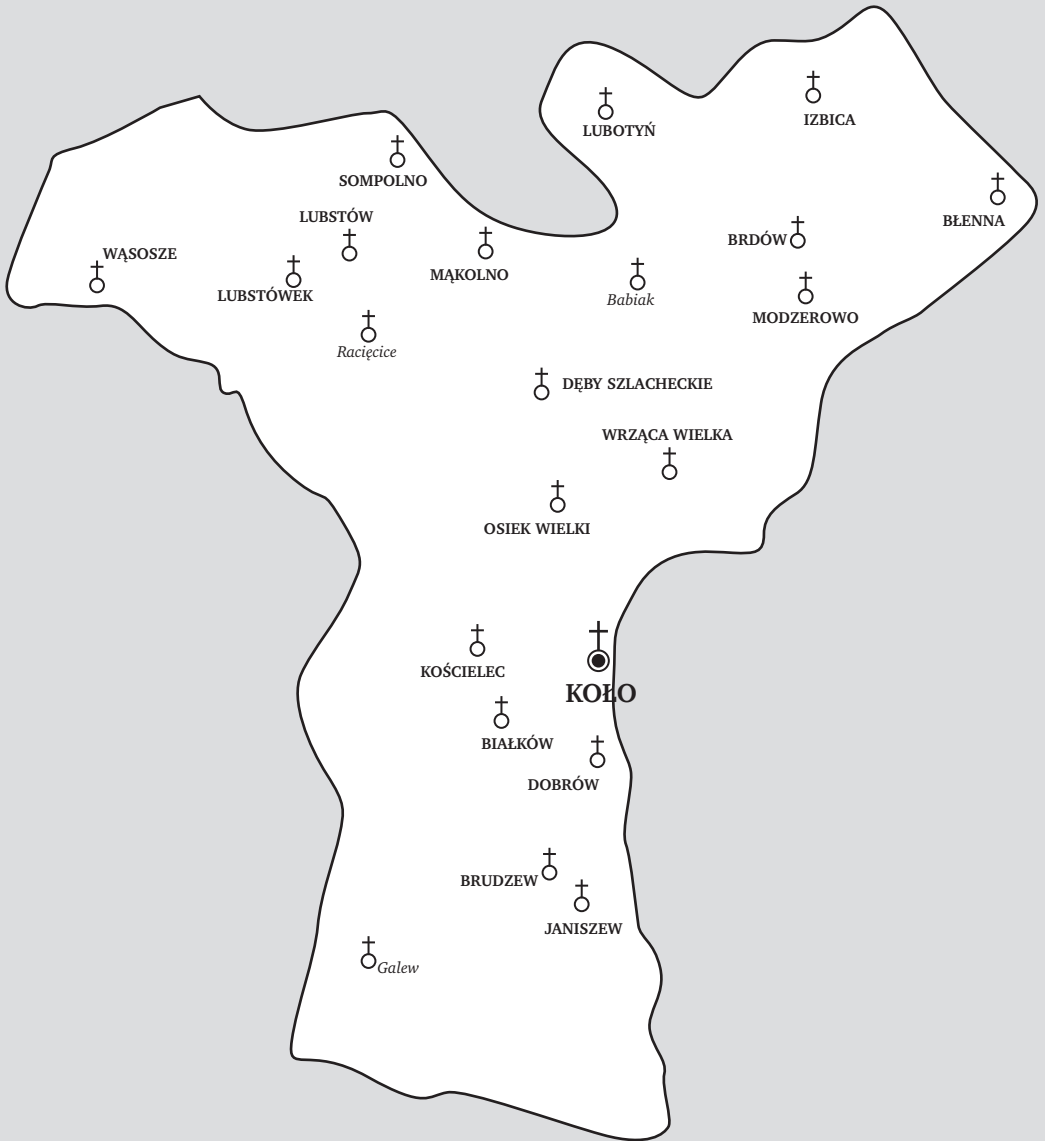 IZBICA
LUBOTYŃ
SOMPOLNO
LUBSTÓW
BŁENNA
BRDÓW
WĄSOSZE
MĄKOLNO
LUBSTÓWEK
Babiak
MODZEROWO
Racięcice
DĘBY SZLACHECKIE
WRZĄCA WIELKA
OSIEK WIELKI
KOŚCIELEC
KOŁO
BIAŁKÓW
DOBRÓW
BRUDZEW
JANISZEW
Galew